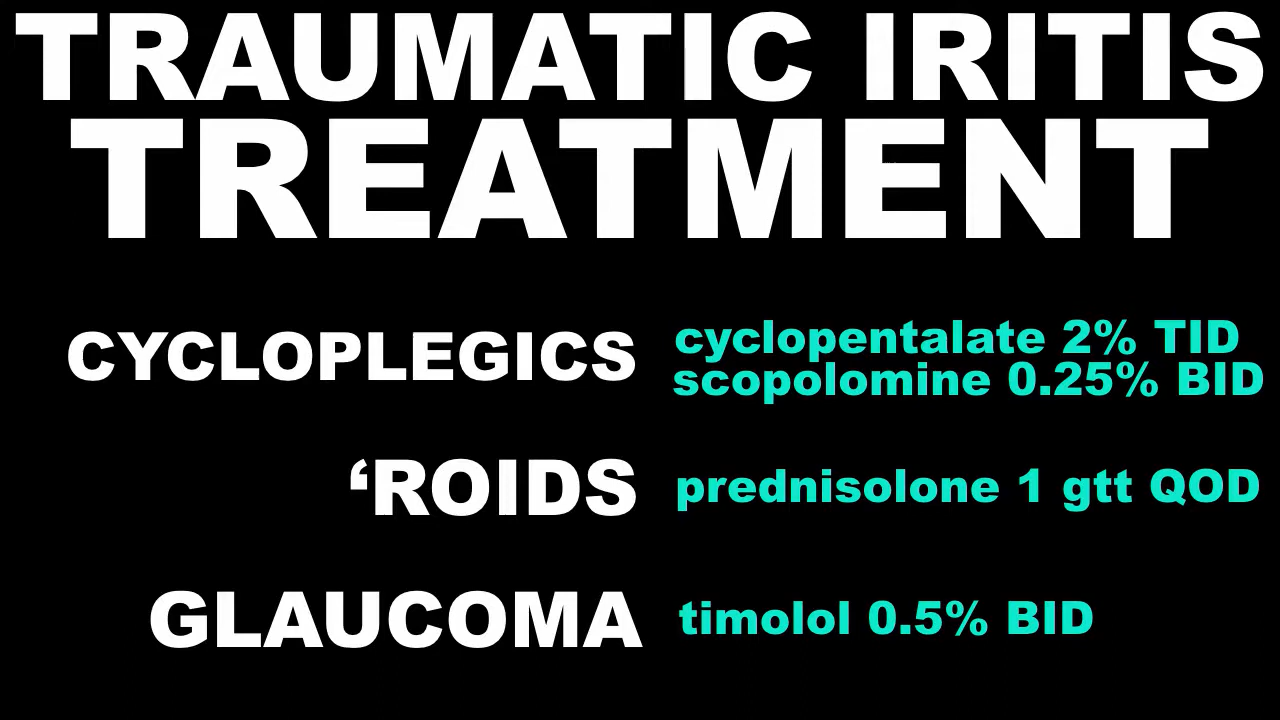 TRAUMATIC IRITIS
TREATMENT
CYCLOPLEGICS
cyclopentalate 2% TID
scopolomine 0.25% BID
‘ROIDS
prednisolone 1 gtt QOD
GLAUCOMA
timolol 0.5% BID